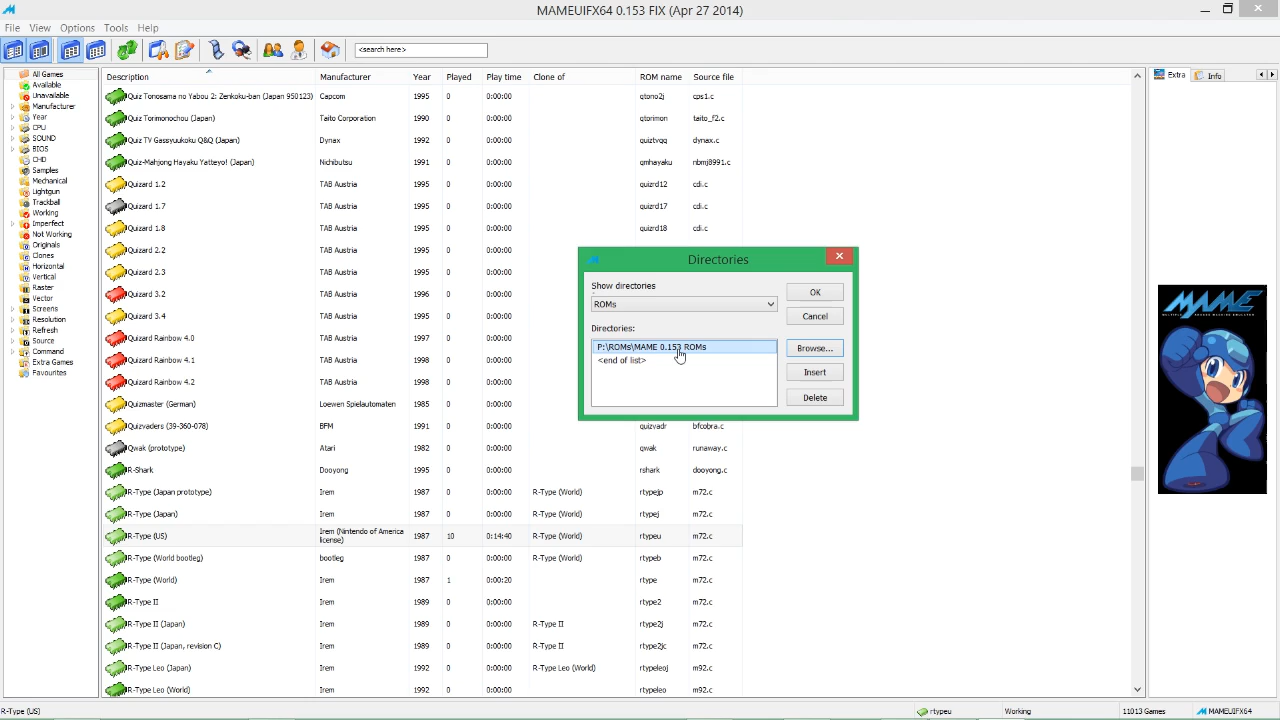 MAMEUIFX64 0.153 FIX (Apr 27 2014)
File View Options Tools Help
<search here>
All Games
Available
Unavailable
Manufacturer
Year
CPU
SOUND
BIOS
CHD
Samples
Mechanical
Lightgun
Trackball
Working
Imperfect
Not Working
Originals
Clones
Horizontal
Vertical
Raster
Vector
Screens
Resolution
Refresh
Source
Command
Extra Games
Favourites
Description Manufacturer Year Played Play time Clone of ROM name Source file
Quiz Tonosama no Yabou 2: Zenkoku-ban (Japan 950123) Capcom 1995 0 0:00:00 qtono2j cps1.c
Quiz Torimonochou (Japan) Taito Corporation 1990 0 0:00:00 qtorimon taito_f2.c
Quiz TV Gassyuukoku Q&Q (Japan) Dynax 1992 0 0:00:00 quiztvqq dynax.c
Quiz-Mahjong Hayaku Yatteyo! (Japan) Nichibutsu 1991 0 0:00:00 qmhayaku nbmj8991.c
Quizard 1.2 TAB Austria 1995 0 0:00:00 quizrd12 cdi.c
Quizard 1.7 TAB Austria 1995 0 0:00:00 quizrd17 cdi.c
Quizard 1.8 TAB Austria 1995 0 0:00:00 quizrd18 cdi.c
Quizard 2.2 TAB Austria 1995 0 0:00:00
Quizard 2.3 TAB Austria 1995 0 0:00:00
Quizard 3.2 TAB Austria 1996 0 0:00:00
Quizard 3.4 TAB Austria 1996 0 0:00:00
Quizard Rainbow 4.0 TAB Austria 1997 0 0:00:00
Quizard Rainbow 4.1 TAB Austria 1998 0 0:00:00
Quizard Rainbow 4.2 TAB Austria 1998 0 0:00:00
Quizmaster (German) Loewen Spielautomaten 1985 0 0:00:00
Quizvaders (39-360-078) BFM 1991 0 0:00:00 quizvadr bfcobra.c
Qwak (prototype) Atari 1982 0 0:00:00 qwak runaway.c
R-Shark Dooyong 1995 0 0:00:00 rshark dooyong.c
R-Type (Japan prototype) Irem 1987 0 0:00:00 R-Type (World) rtypejp m72.c
R-Type (Japan) Irem 1987 0 0:00:00 R-Type (World) rtypej m72.c
R-Type (US) Irem (Nintendo of America license) 1987 10 0:14:40 R-Type (World) rtypeu m72.c
R-Type (World bootleg) bootleg 1987 0 0:00:00 R-Type (World) rtypeb m72.c
R-Type (World) Irem 1987 1 0:00:20 rtype m72.c
R-Type II Irem 1989 0 0:00:00 rtype2 m72.c
R-Type II (Japan) Irem 1989 0 0:00:00 R-Type II rtype2j m72.c
R-Type II (Japan, revision C) Irem 1989 0 0:00:00 R-Type II rtype2jc m72.c
R-Type Leo (Japan) Irem 1992 0 0:00:00 R-Type Leo (World) rtypeleoj m92.c
R-Type Leo (World) Irem 1992 0 0:00:00 rtypeleo m92.c
Directories
Show directories
ROMs
Directories:
P:\ROMs\MAME 0.153 ROMs
<end of list>
OK
Cancel
Browse...
Insert
Delete
Extra Info
MAME
R-Type (US) rtypeu Working 11013 Games MAMEUIFX64